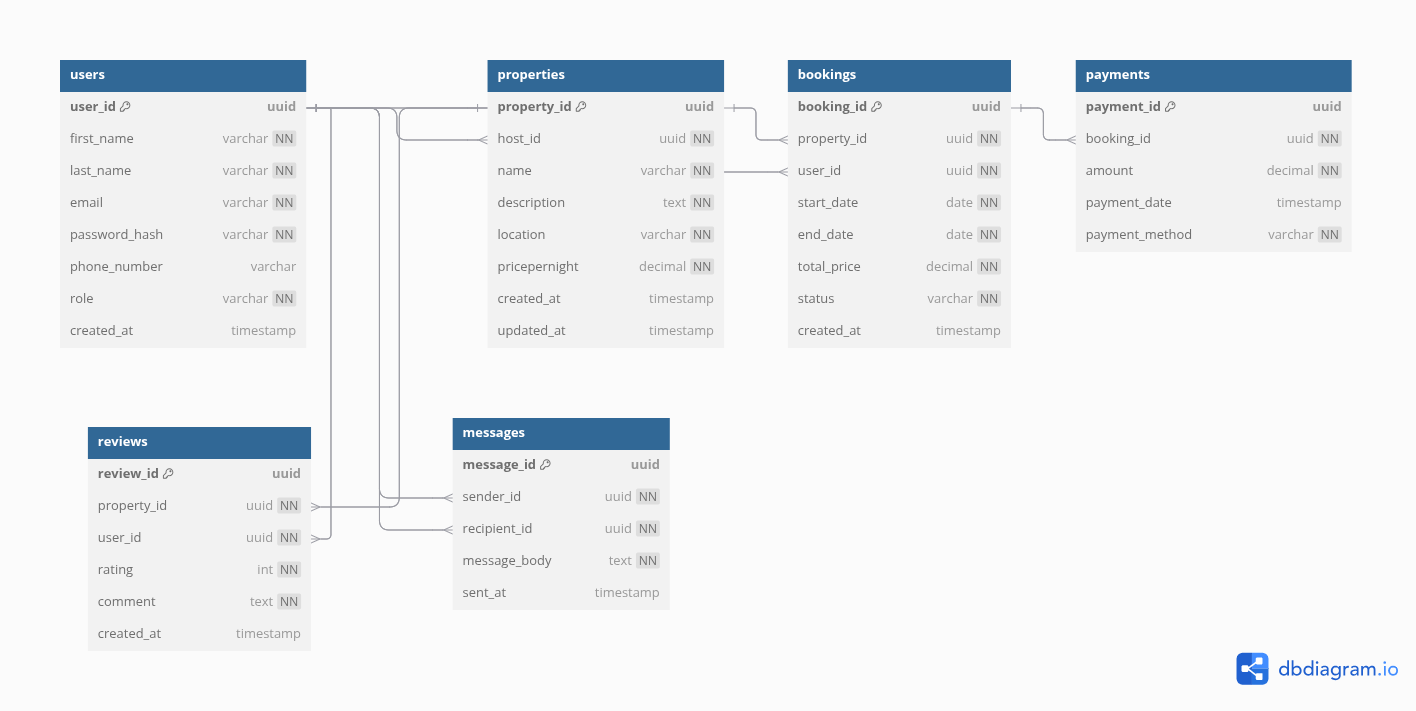 users
user_id uuid
first_name varchar NN
last_name varchar NN
email varchar NN
password_hash varchar NN
phone_number varchar
role varchar NN
created_at timestamp
properties
property_id uuid
host_id uuid NN
name varchar NN
description text NN
location varchar NN
pricepernight decimal NN
created_at timestamp
updated_at timestamp
bookings
booking_id uuid
property_id uuid NN
user_id uuid NN
start_date date NN
end_date date NN
total_price decimal NN
status varchar NN
created_at timestamp
payments
payment_id uuid
booking_id uuid NN
amount decimal NN
payment_date timestamp
payment_method varchar NN
reviews
review_id uuid
property_id uuid NN
user_id uuid NN
rating int NN
comment text NN
created_at timestamp
messages
message_id uuid
sender_id uuid NN
recipient_id uuid NN
message_body text NN
sent_at timestamp
dbdiagram.io